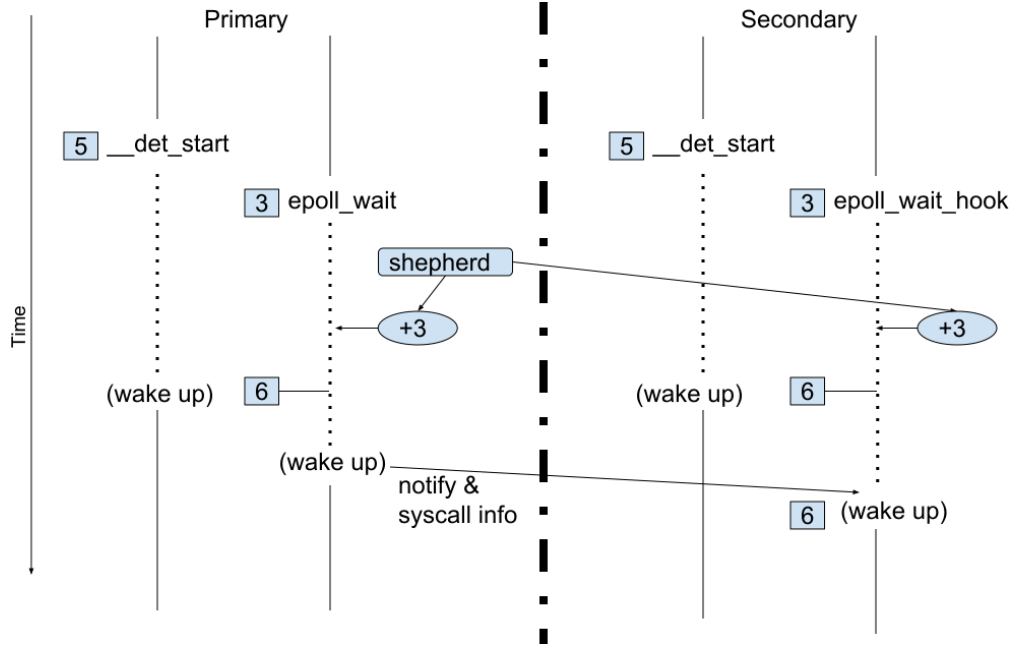 Primary
Secondary
5 __det_start
5 __det_start
3 epoll_wait
3 epoll_wait_hook
shepherd
Time
+3
+3
(wake up)
6
(wake up)
6
(wake up)
notify &
syscall info
6 (wake up)